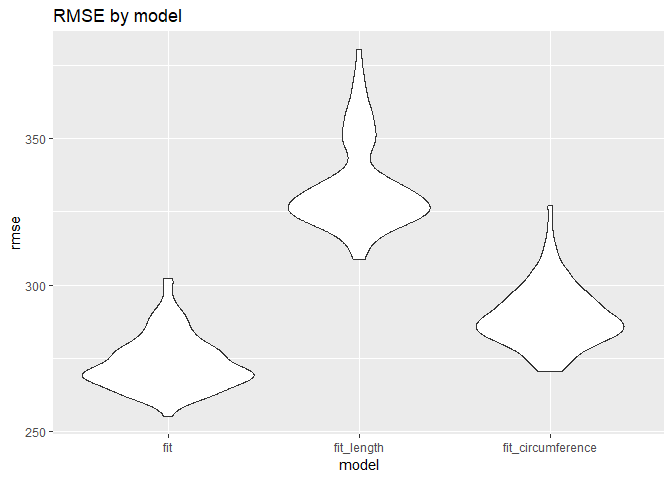 RMSE by model
rmse
350
300
250
fit fit_length fit_circumference
model